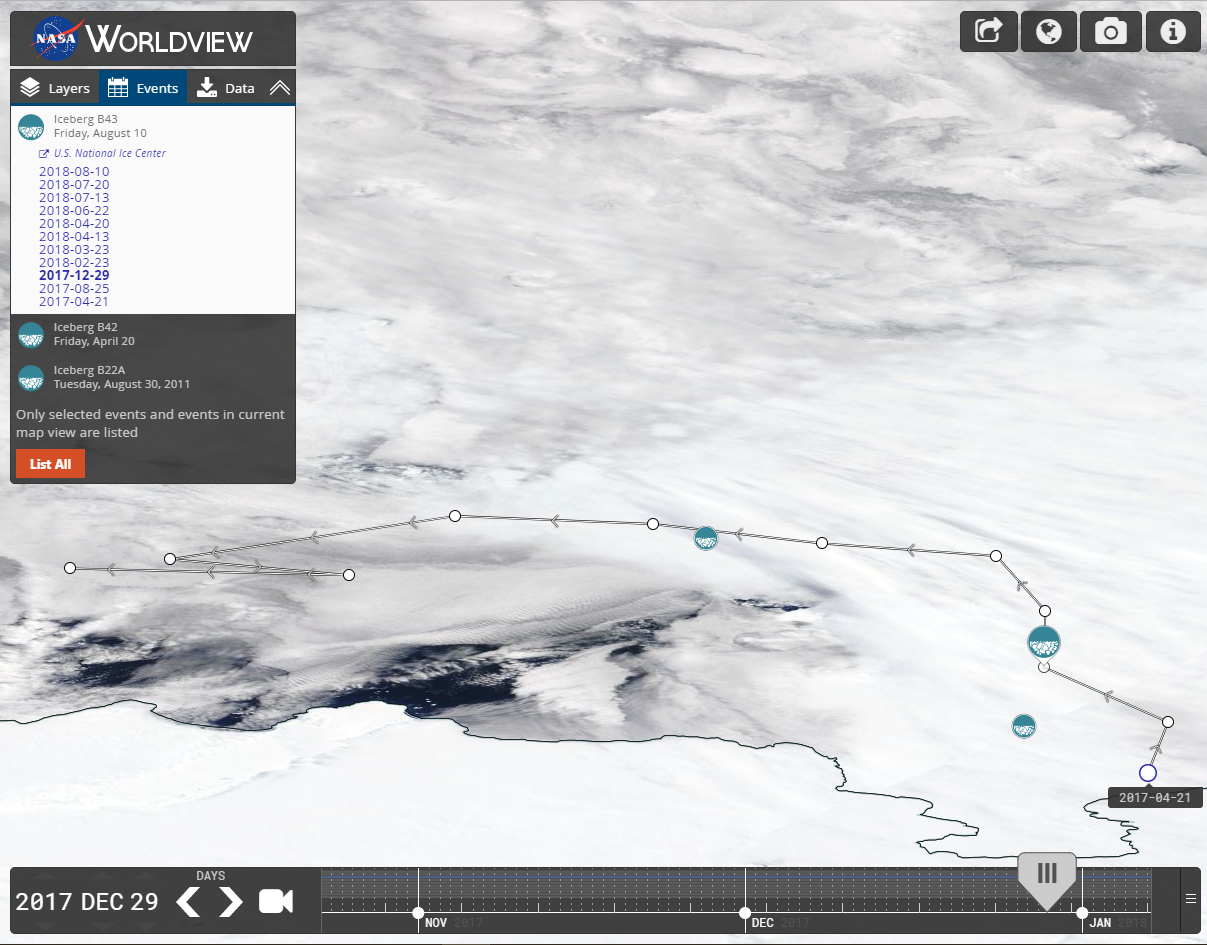 NASA WORLDVIEW
Layers Events Data
Iceberg B43
Friday, August 10
U.S. National Ice Center
2018-08-10
2018-07-20
2018-07-13
2018-06-22
2018-04-20
2018-04-13
2018-03-23
2018-02-23
2017-12-29
2017-08-25
2017-04-21
Iceberg B42
Friday, April 20
Iceberg B22A
Tuesday, August 30, 2011
Only selected events and events in current
map view are listed
List All
2017-04-21
DAYS
2017 DEC 29
NOV 2017
DEC 2017
JAN 2018